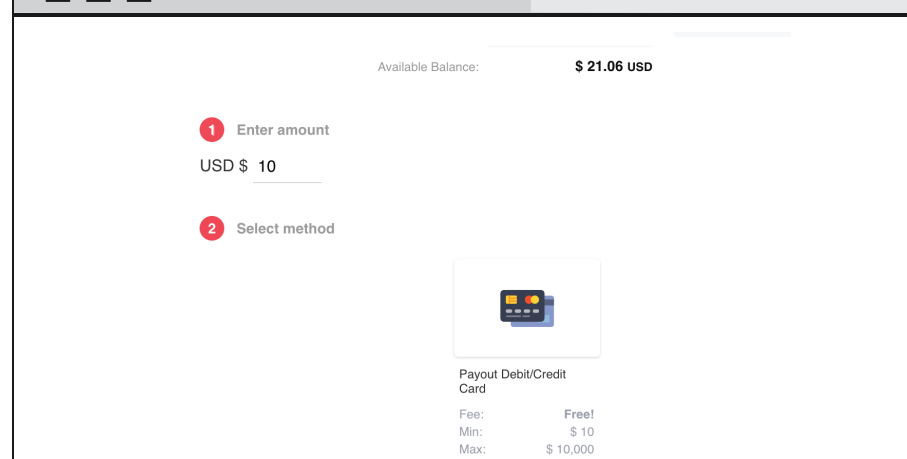 Available Balance: $ 21.06 USD
1 Enter amount
USD $ 10
2 Select method
Payout Debit/Credit
Card
Fee: Free!
Min: $ 10
Max: $ 10,000